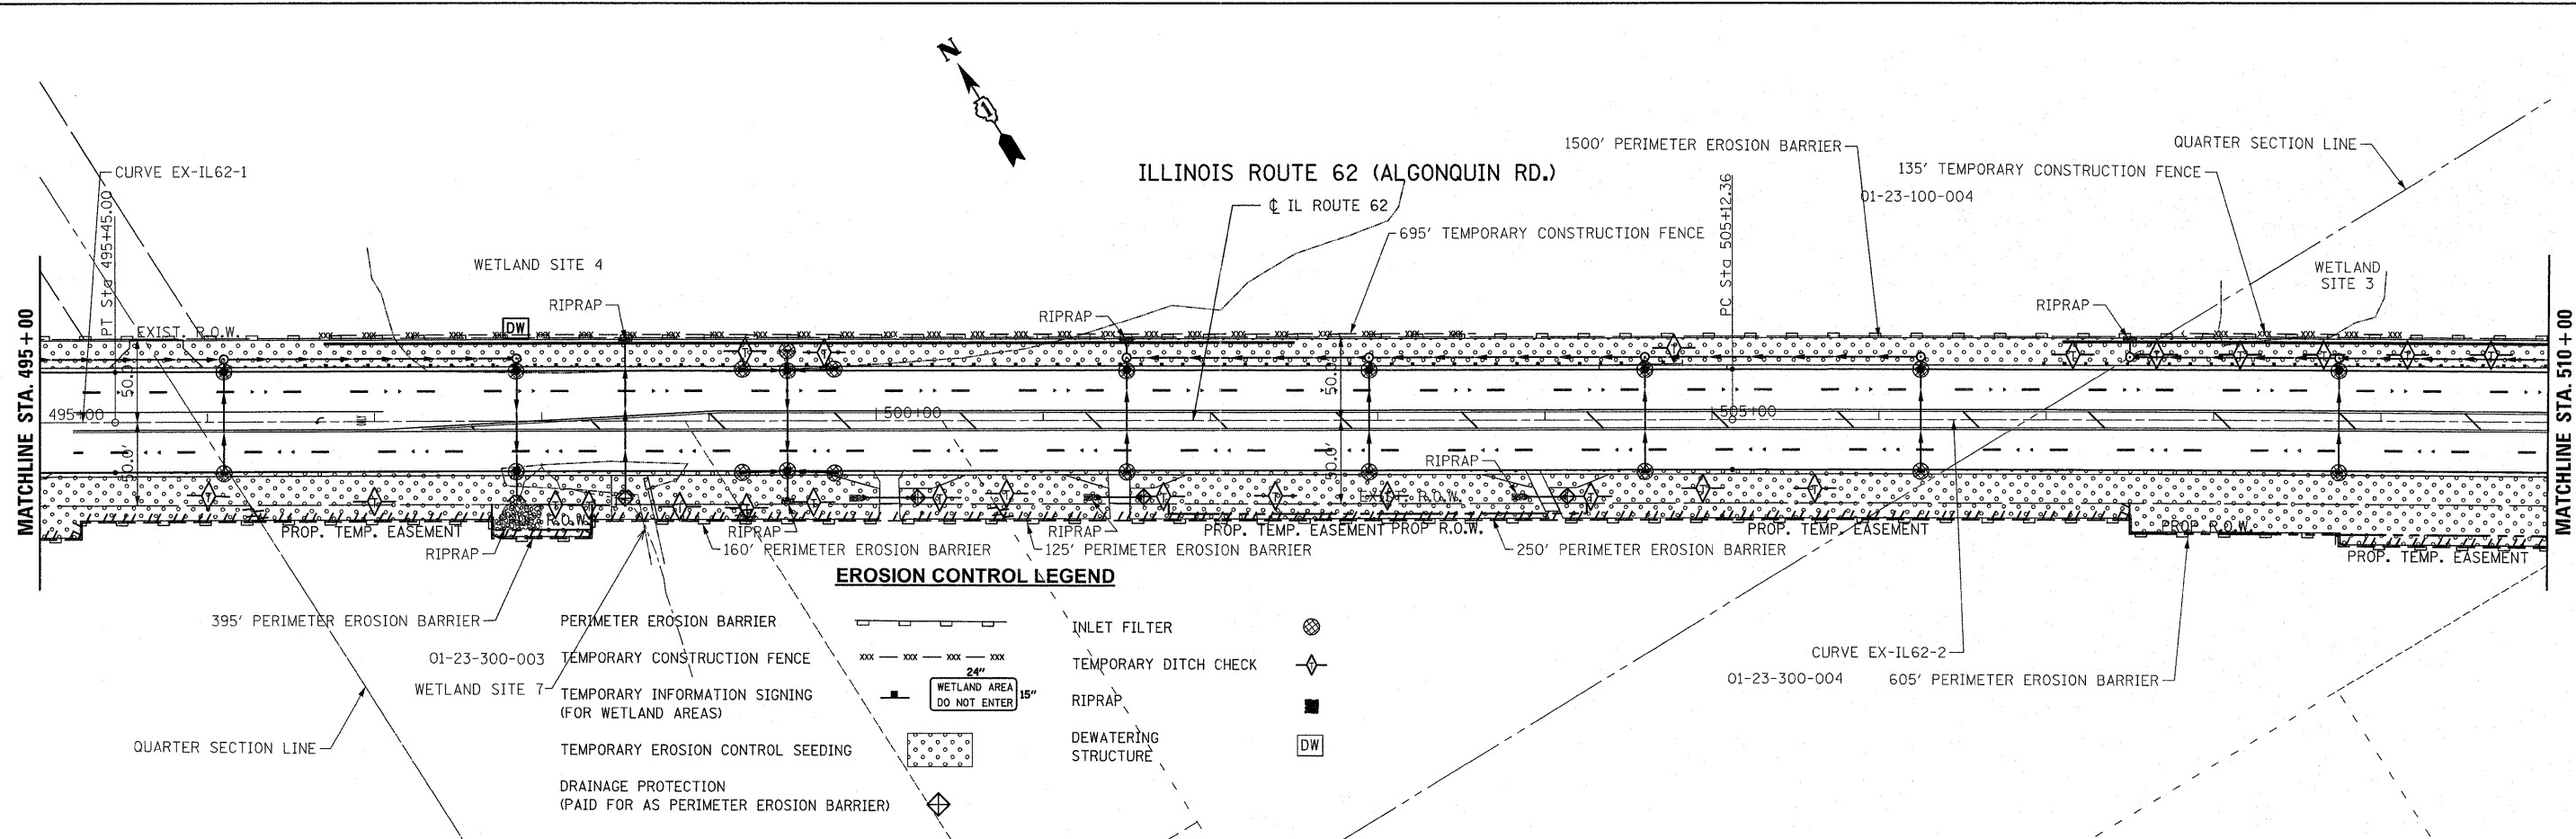 N
1
CURVE EX-IL62-1
PT Sta 495+45.00
WETLAND SITE 4
RIPRAP
DW
EXIST. R.O.W.
MATCHLINE STA. 495+00
50.0'
50.0'
495+00
ILLINOIS ROUTE 62 (ALGONQUIN RD.)
℄ IL ROUTE 62
695' TEMPORARY CONSTRUCTION FENCE
RIPRAP
1500' PERIMETER EROSION BARRIER
PC Sta 505+12.36
01-23-100-004
135' TEMPORARY CONSTRUCTION FENCE
QUARTER SECTION LINE
WETLAND
SITE 3
RIPRAP
MATCHLINE STA. 510+00
500+00
505+00
50.0'
50.0'
RIPRAP
EXIST. R.O.W.
R.O.W.
PROP. TEMP. EASEMENT
RIPRAP
RIPRAP
160' PERIMETER EROSION BARRIER
RIPRAP
125' PERIMETER EROSION BARRIER
PROP. TEMP. EASEMENT
PROP R.O.W.
250' PERIMETER EROSION BARRIER
PROP. TEMP. EASEMENT
PROP R.O.W.
PROP. TEMP. EASEMENT
395' PERIMETER EROSION BARRIER
01-23-300-003
WETLAND SITE 7
QUARTER SECTION LINE
CURVE EX-IL62-2
01-23-300-004
605' PERIMETER EROSION BARRIER
EROSION CONTROL LEGEND
PERIMETER EROSION BARRIER
TEMPORARY CONSTRUCTION FENCE
XXX — XXX — XXX — XXX
TEMPORARY INFORMATION SIGNING
(FOR WETLAND AREAS)
24"
WETLAND AREA
DO NOT ENTER
15"
TEMPORARY EROSION CONTROL SEEDING
DRAINAGE PROTECTION
(PAID FOR AS PERIMETER EROSION BARRIER)
INLET FILTER
TEMPORARY DITCH CHECK
T
RIPRAP
DEWATERING
STRUCTURE
DW